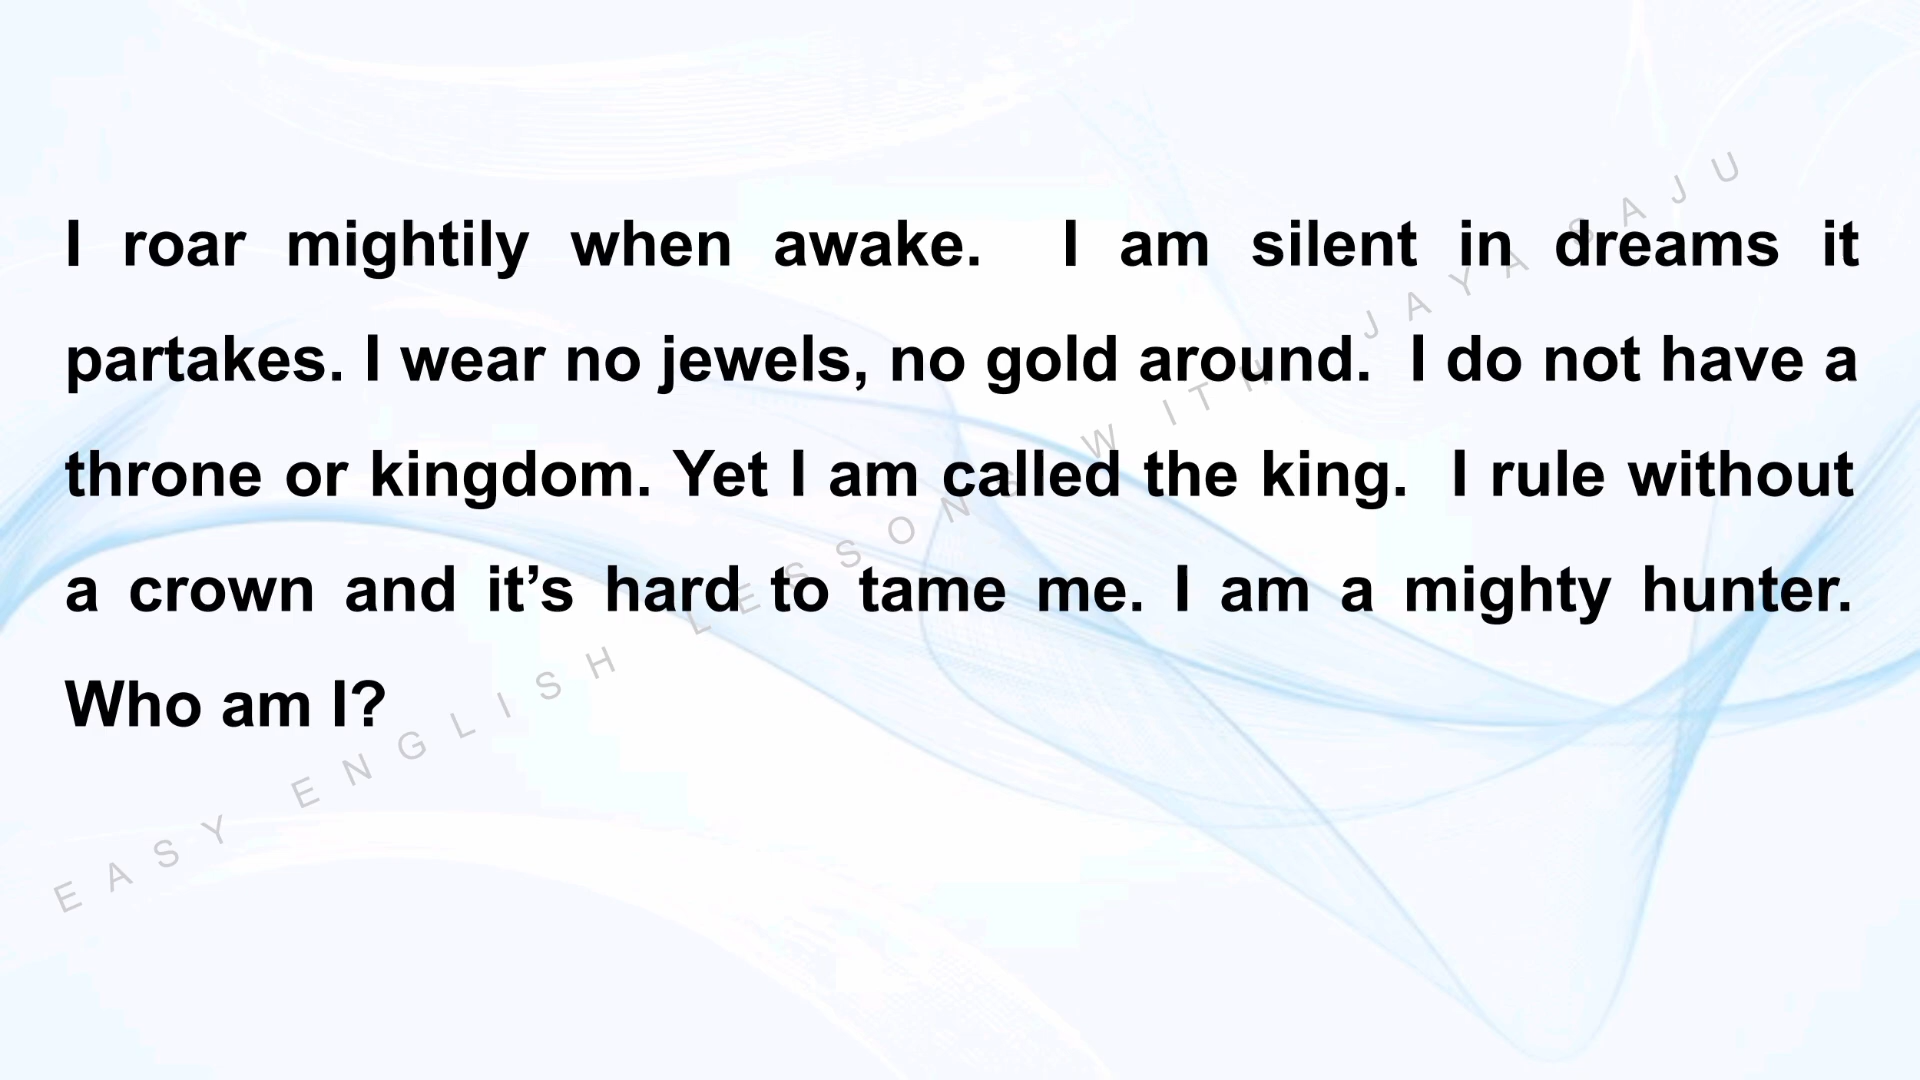 I roar mightily when awake. I am silent in dreams it
partakes. I wear no jewels, no gold around. I do not have a
throne or kingdom. Yet I am called the king. I rule without
a crown and it’s hard to tame me. I am a mighty hunter.
Who am I?
EASY ENGLISH LESSONS WITH JAYA SAJU